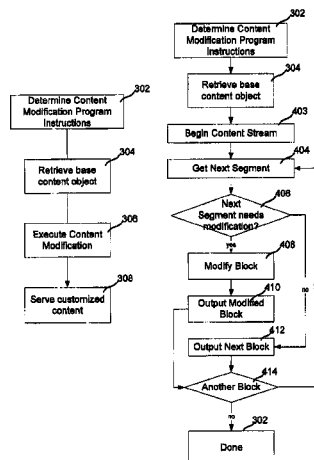 302
Determine Content
Modification Program
Instructions
304
Retrieve base
content object
306
Execute Content
Modification
308
Serve customized
content
302
Determine Content
Modification Program
Instructions
304
Retrieve base
content object
403
Begin Content Stream
404
Get Next Segment
406
Next
Segment needs
modification?
yes
no
408
Modify Block
410
Output Modified
Block
412
Output Next Block
414
Another Block
no
302
Done